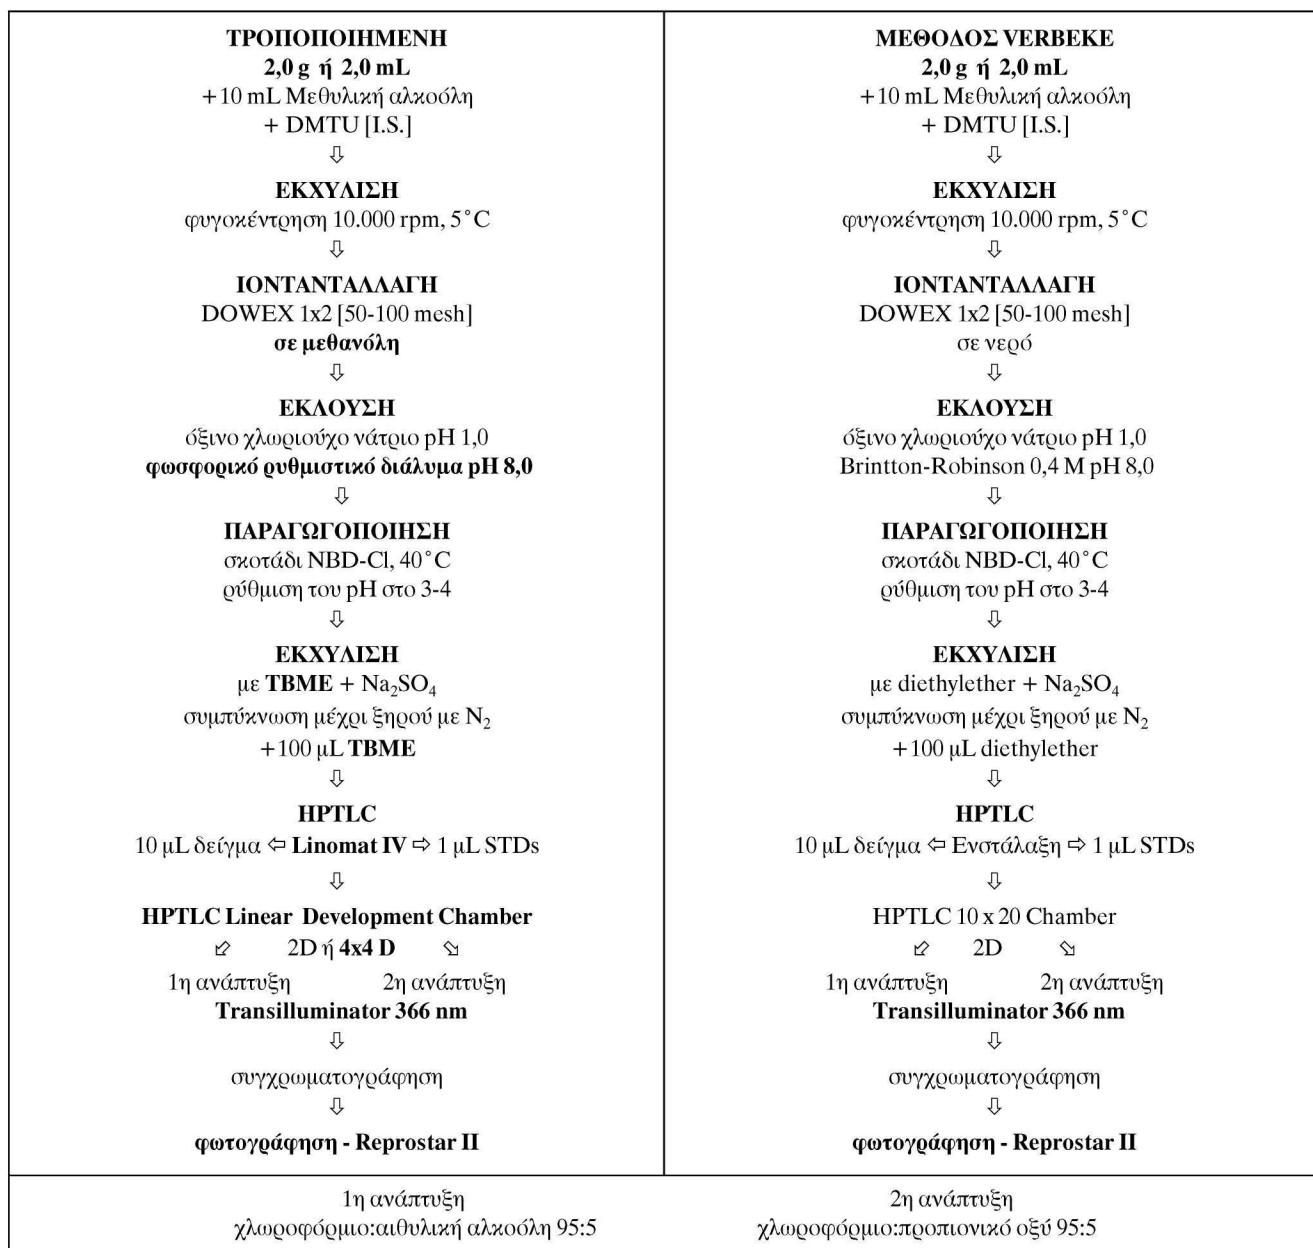 ΤΡΟΠΟΠΟΙΗΜΕΝΗ
2,0 g ή 2,0 mL
+10 mL Μεθυλική αλκοόλη
+ DMTU [I.S.]
⇩
ΕΚΧΥΛΙΣΗ
φυγοκέντρηση 10.000 rpm, 5˚C
⇩
ΙΟΝΤΑΝΤΑΛΛΑΓΗ
DOWEX 1x2 [50-100 mesh]
σε μεθανόλη
⇩
ΕΚΛΟΥΣΗ
όξινο χλωριούχο νάτριο pH 1,0
φωσφορικό ρυθμιστικό διάλυμα pH 8,0
⇩
ΠΑΡΑΓΩΓΟΠΟΙΗΣΗ
σκοτάδι NBD-Cl, 40˚C
ρύθμιση του pH στο 3-4
⇩
ΕΚΧΥΛΙΣΗ
με TBME + Na₂SO₄
συμπύκνωση μέχρι ξηρού με N₂
+100 μL TBME
⇩
HPTLC
10 μL δείγμα ⇦ Linomat IV ⇨ 1 μL STDs
⇩
HPTLC Linear Development Chamber
⬃ 2D ή 4x4 D ⬂
1η ανάπτυξη 2η ανάπτυξη
Transilluminator 366 nm
⇩
συγχρωματογράφηση
⇩
φωτογράφηση - Reprostar II
ΜΕΘΟΔΟΣ VERBEKE
2,0 g ή 2,0 mL
+10 mL Μεθυλική αλκοόλη
+ DMTU [I.S.]
⇩
ΕΚΧΥΛΙΣΗ
φυγοκέντρηση 10.000 rpm, 5˚C
⇩
ΙΟΝΤΑΝΤΑΛΛΑΓΗ
DOWEX 1x2 [50-100 mesh]
σε νερό
⇩
ΕΚΛΟΥΣΗ
όξινο χλωριούχο νάτριο pH 1,0
Brintton-Robinson 0,4 M pH 8,0
⇩
ΠΑΡΑΓΩΓΟΠΟΙΗΣΗ
σκοτάδι NBD-Cl, 40˚C
ρύθμιση του pH στο 3-4
⇩
ΕΚΧΥΛΙΣΗ
με diethylether + Na₂SO₄
συμπύκνωση μέχρι ξηρού με N₂
+100 μL diethylether
⇩
HPTLC
10 μL δείγμα ⇦ Ενστάλαξη ⇨ 1 μL STDs
⇩
HPTLC 10 x 20 Chamber
⬃ 2D ⬂
1η ανάπτυξη 2η ανάπτυξη
Transilluminator 366 nm
⇩
συγχρωματογράφηση
⇩
φωτογράφηση - Reprostar II
1η ανάπτυξη 2η ανάπτυξη
χλωροφόρμιο:αιθυλική αλκοόλη 95:5 χλωροφόρμιο:προπιονικό οξύ 95:5